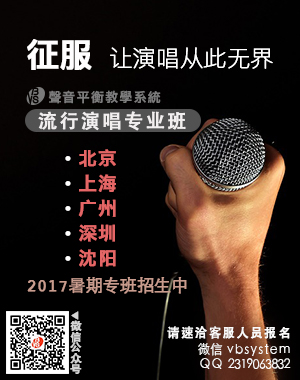 征服 让演唱从此无界
聲音平衡教學系統
流行演唱专业班
·北京
·上海
·广州
·深圳
·沈阳
2017暑期专班招生中
微信公众号
请速洽客服人员报名
微信 vbsystem
QQ 2319063832